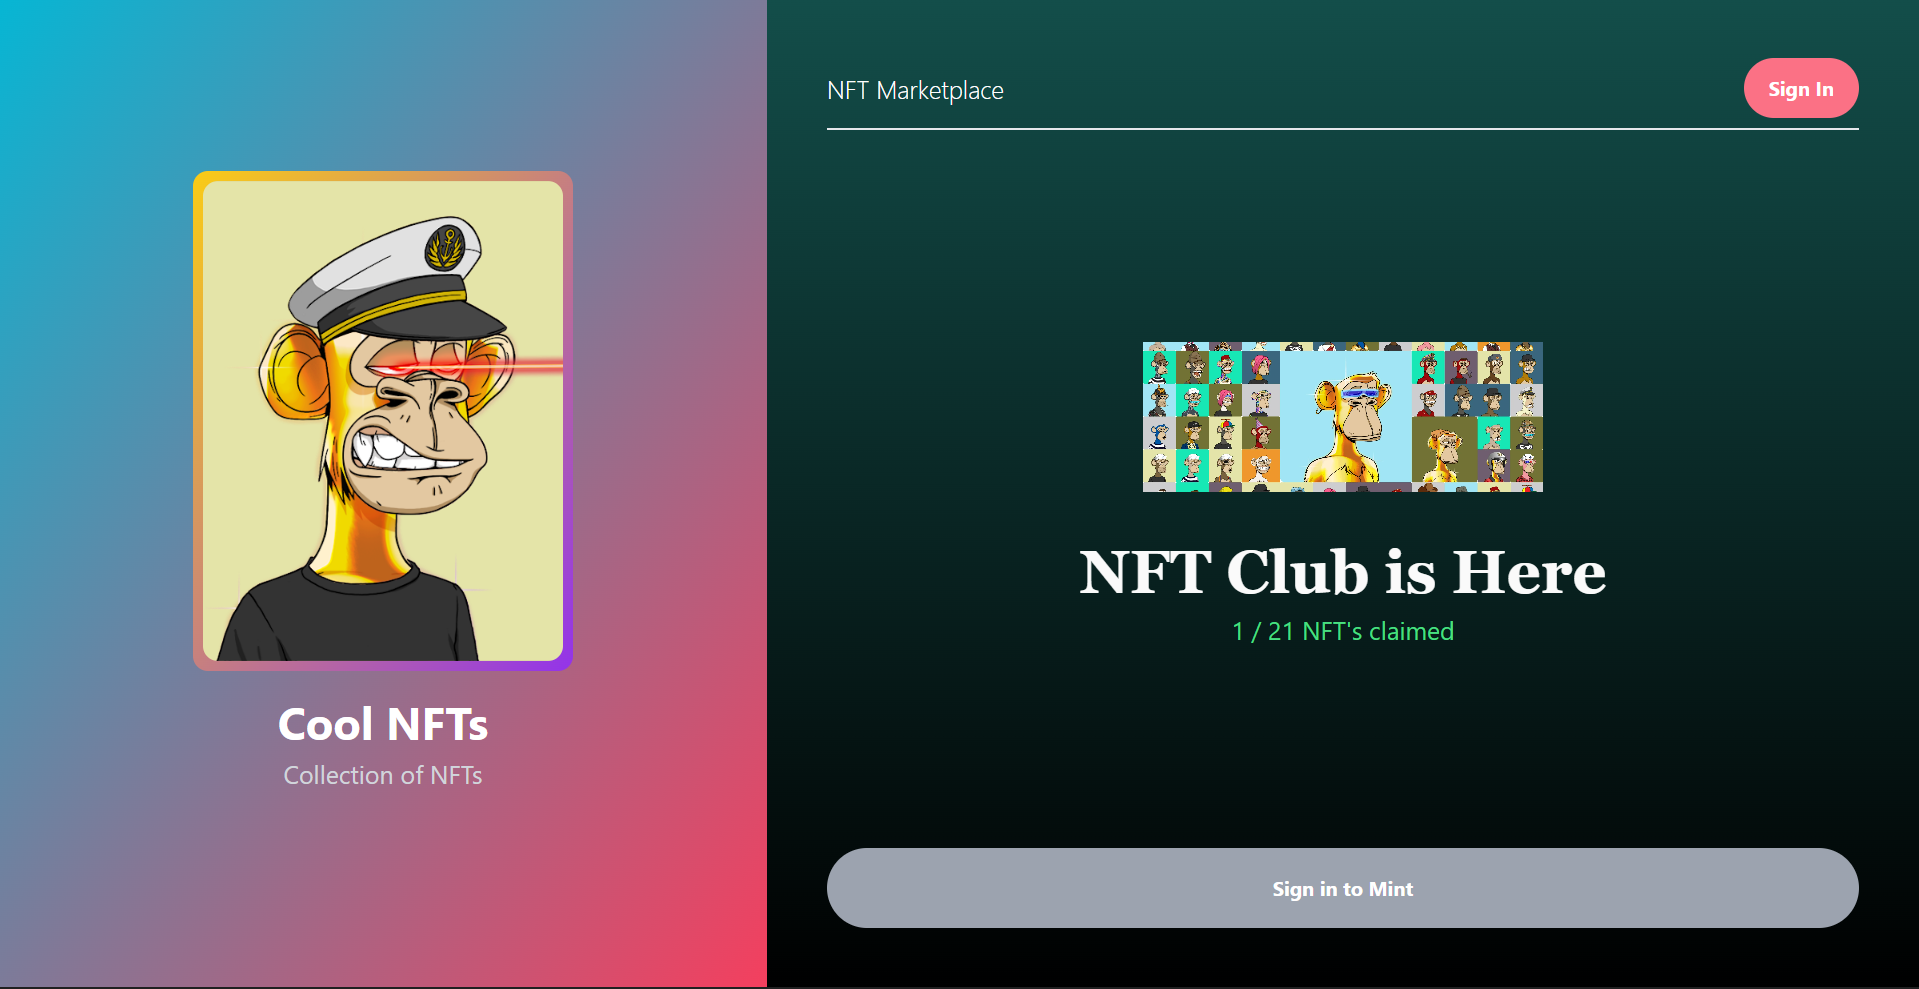 Cool NFTs
Collection of NFTs
NFT Marketplace
Sign In
NFT Club is Here
1 / 21 NFT's claimed
Sign in to Mint